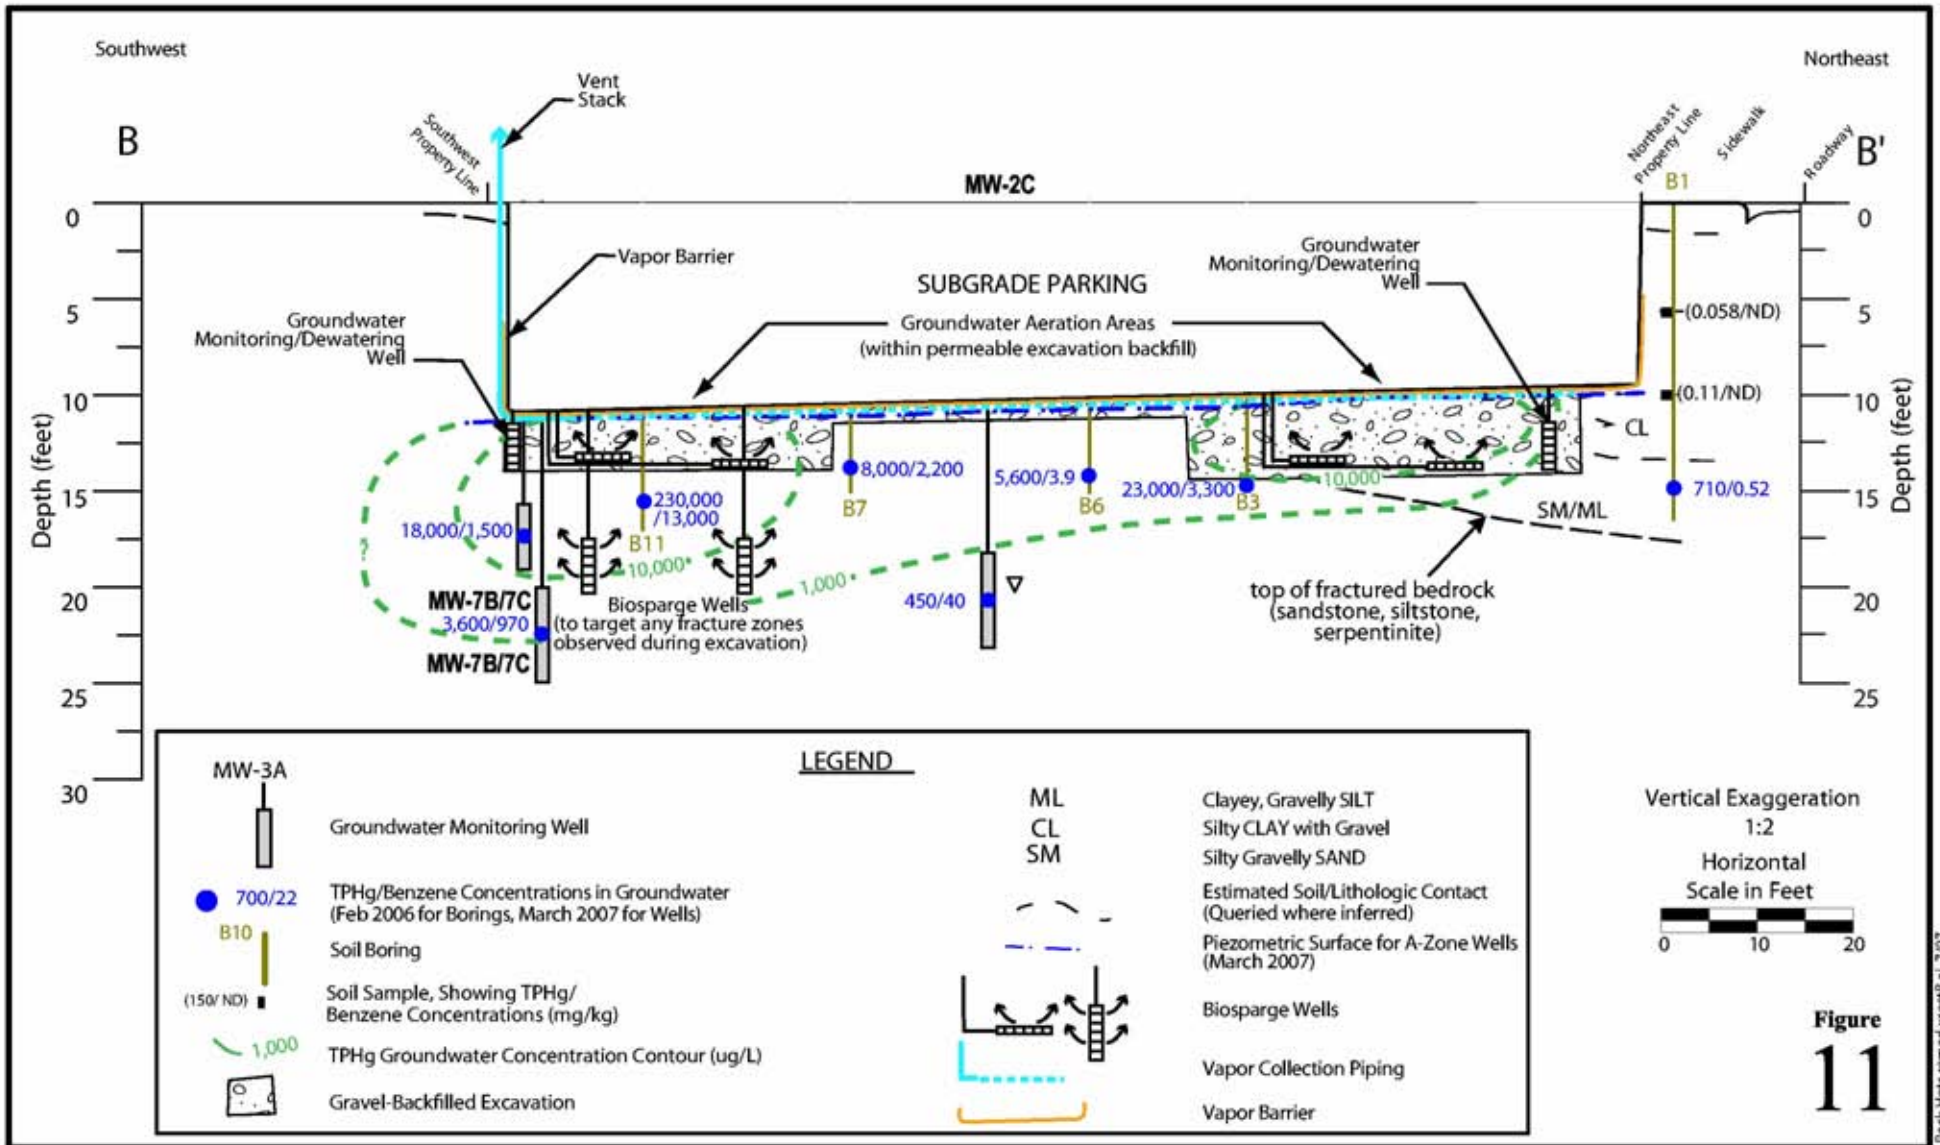 Southwest
Northeast
Vent
Stack
Southwest
Property Line
Northeast
Property Line
Sidewalk
Roadway
B
B'
MW-2C
B1
0
5
10
15
20
25
30
Depth (feet)
0
5
10
15
20
25
Depth (feet)
Vapor Barrier
SUBGRADE PARKING
Groundwater
Monitoring/Dewatering
Well
Groundwater
Monitoring/Dewatering
Well
Groundwater Aeration Areas
(within permeable excavation backfill)
(0.058/ND)
(0.11/ND)
CL
SM/ML
710/0.52
8,000/2,200
B7
5,600/3.9
B6
23,000/3,300
B3
10,000
230,000
/13,000
B11
18,000/1,500
10,000
1,000
?
MW-7B/7C
3,600/970
MW-7B/7C
Biosparge Wells
(to target any fracture zones
observed during excavation)
450/40
top of fractured bedrock
(sandstone, siltstone,
serpentinite)
LEGEND
MW-3A
Groundwater Monitoring Well
700/22
TPHg/Benzene Concentrations in Groundwater
(Feb 2006 for Borings, March 2007 for Wells)
B10
Soil Boring
(150/ND)
Soil Sample, Showing TPHg/
Benzene Concentrations (mg/kg)
1,000
TPHg Groundwater Concentration Contour (ug/L)
Gravel-Backfilled Excavation
ML
Clayey, Gravelly SILT
CL
Silty CLAY with Gravel
SM
Silty Gravelly SAND
Estimated Soil/Lithologic Contact
(Queried where inferred)
Piezometric Surface for A-Zone Wells
(March 2007)
Biosparge Wells
Vapor Collection Piping
Vapor Barrier
Vertical Exaggeration
1:2
Horizontal
Scale in Feet
0
10
20
Figure
11